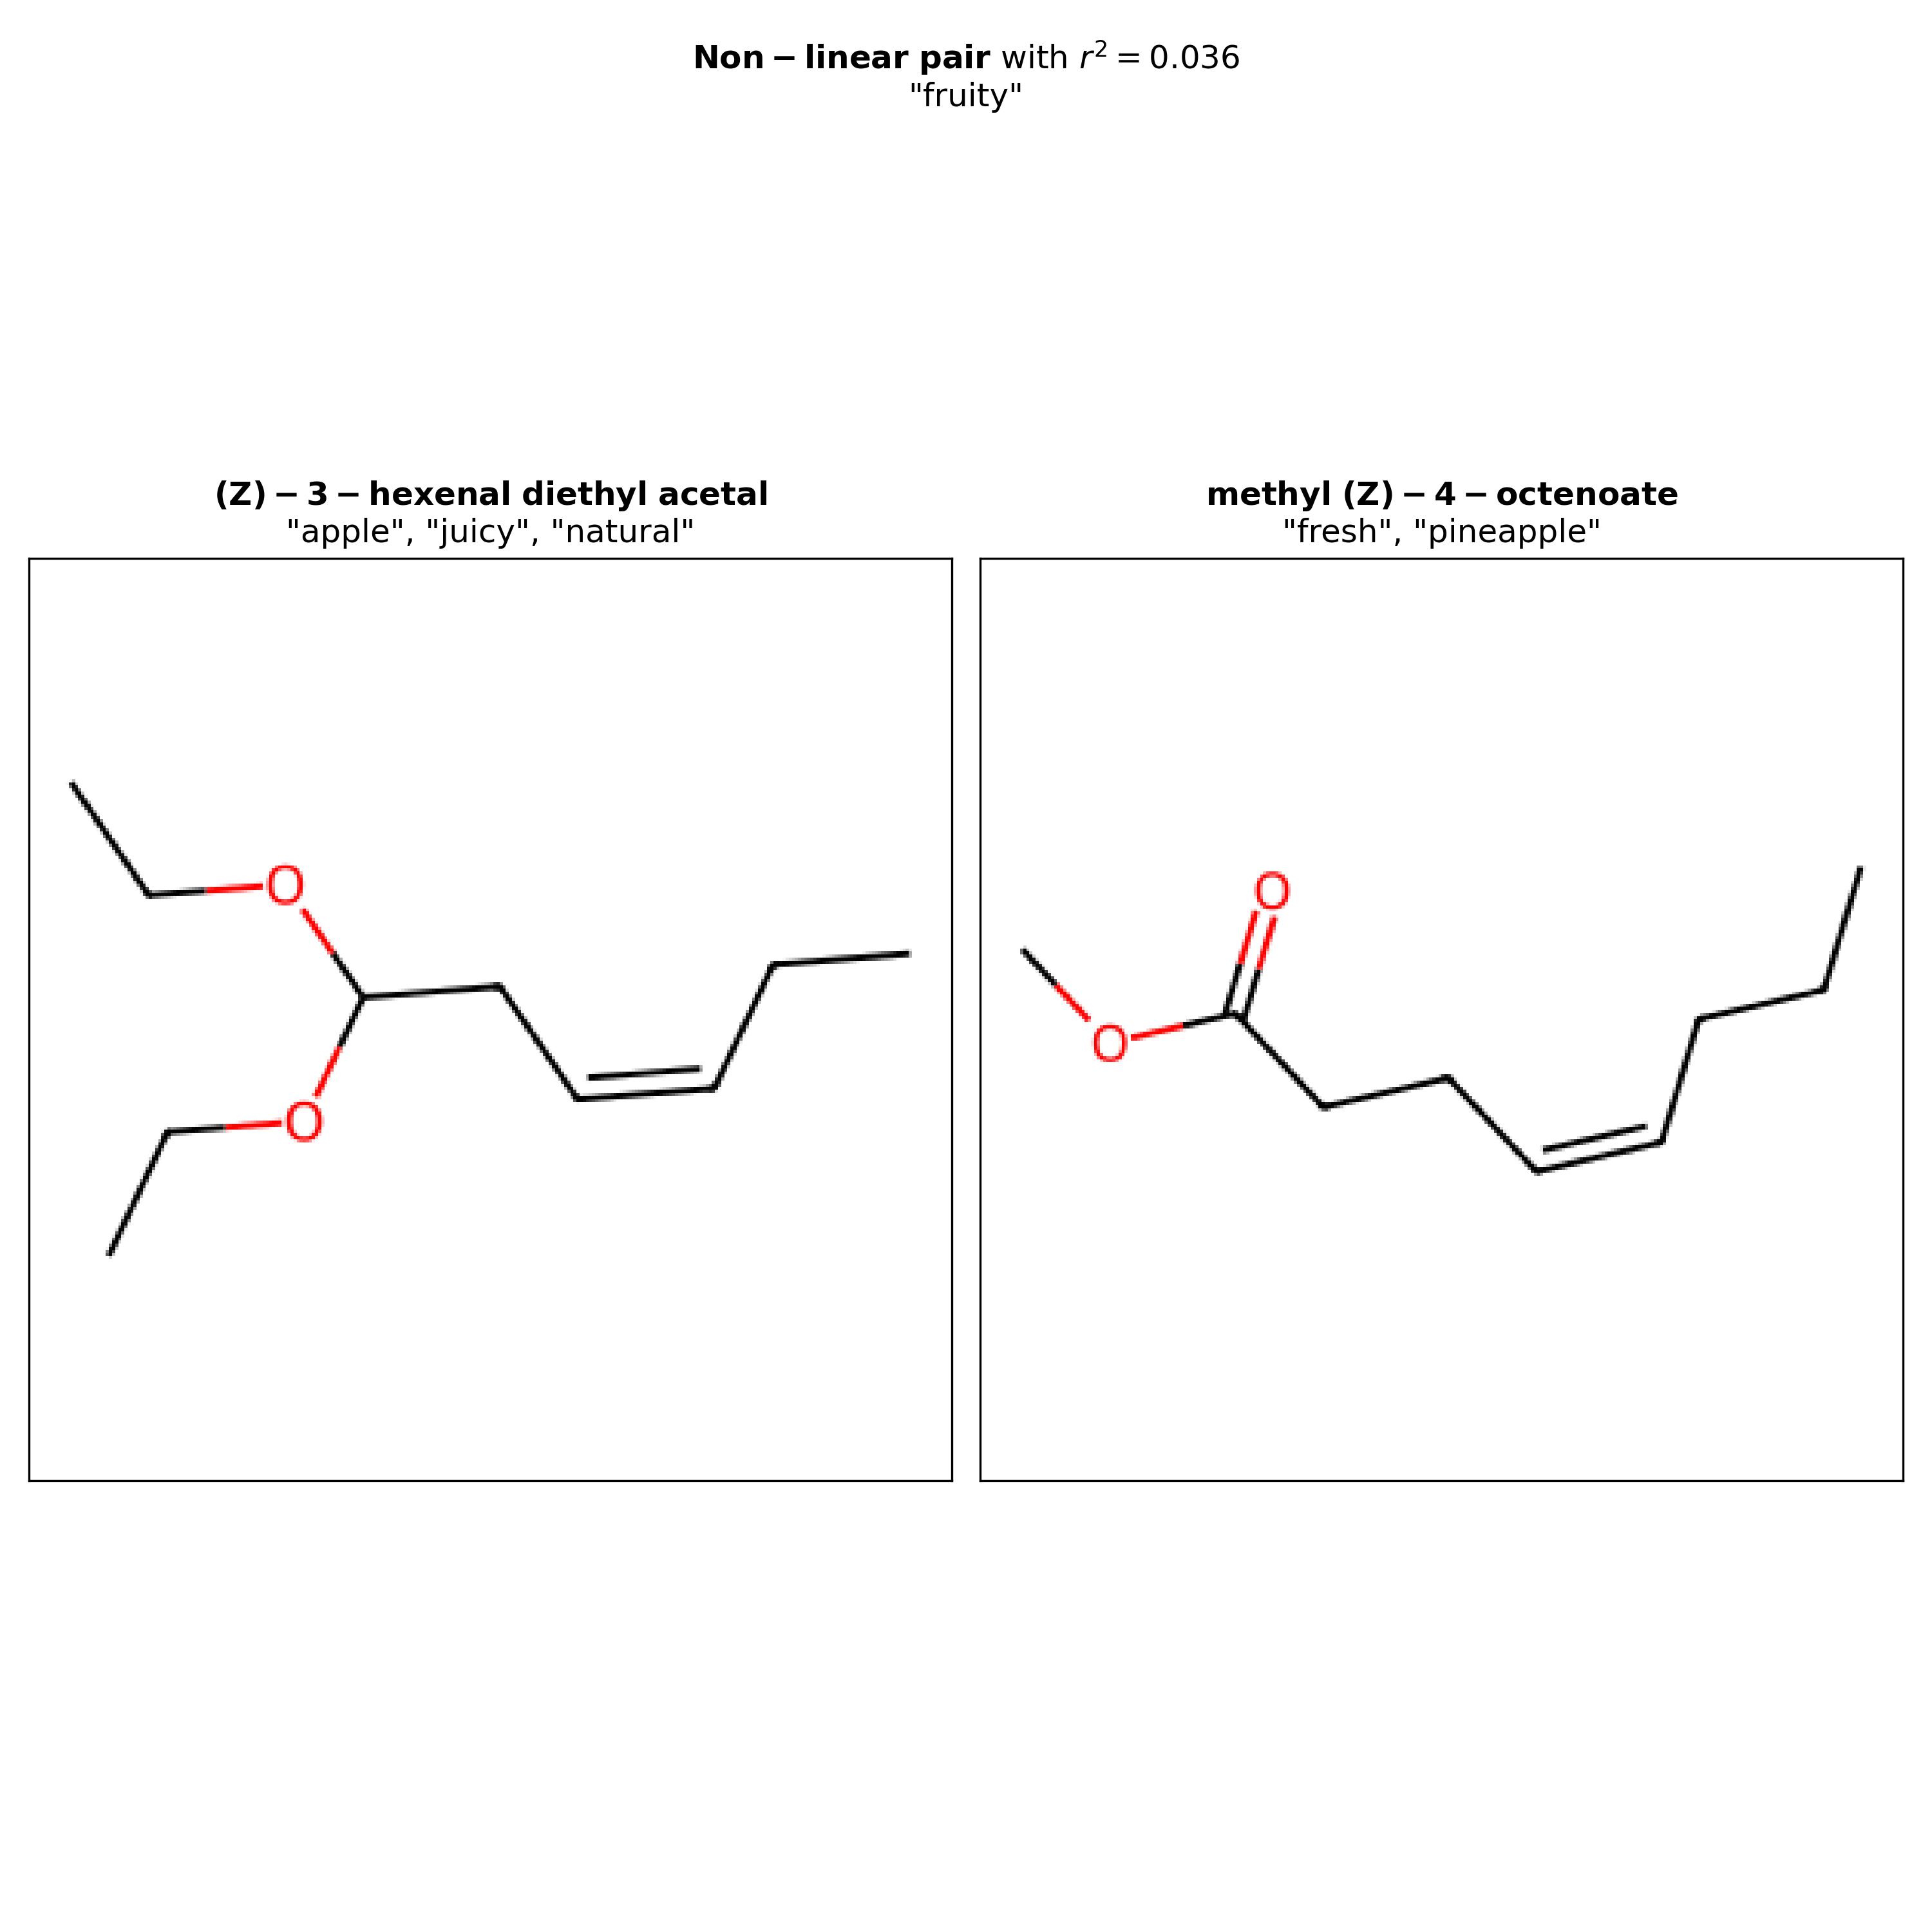 Non − linear pair with r² = 0.036
"fruity"
(Z) − 3 − hexenal diethyl acetal
"apple", "juicy", "natural"
methyl (Z) − 4 − octenoate
"fresh", "pineapple"
O
O
O
O